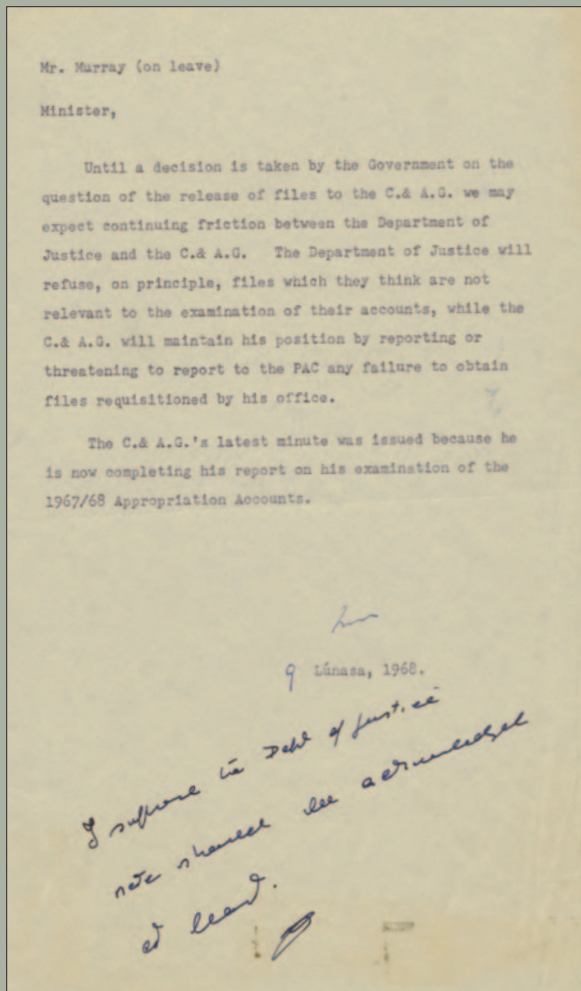 Mr. Murray (on leave)
Minister,
Until a decision is taken by the Government on the
question of the release of files to the C.& A.G. we may
expect continuing friction between the Department of
Justice and the C.& A.G. The Department of Justice will
refuse, on principle, files which they think are not
relevant to the examination of their accounts, while the
C.& A.G. will maintain his position by reporting or
threatening to report to the PAC any failure to obtain
files requisitioned by his office.
The C.& A.G.'s latest minute was issued because he
is now completing his report on his examination of the
1967/68 Appropriation Accounts.
9 Lúnasa, 1968.
I suppose the Dept of Justice
note should be acknowledged
at least.